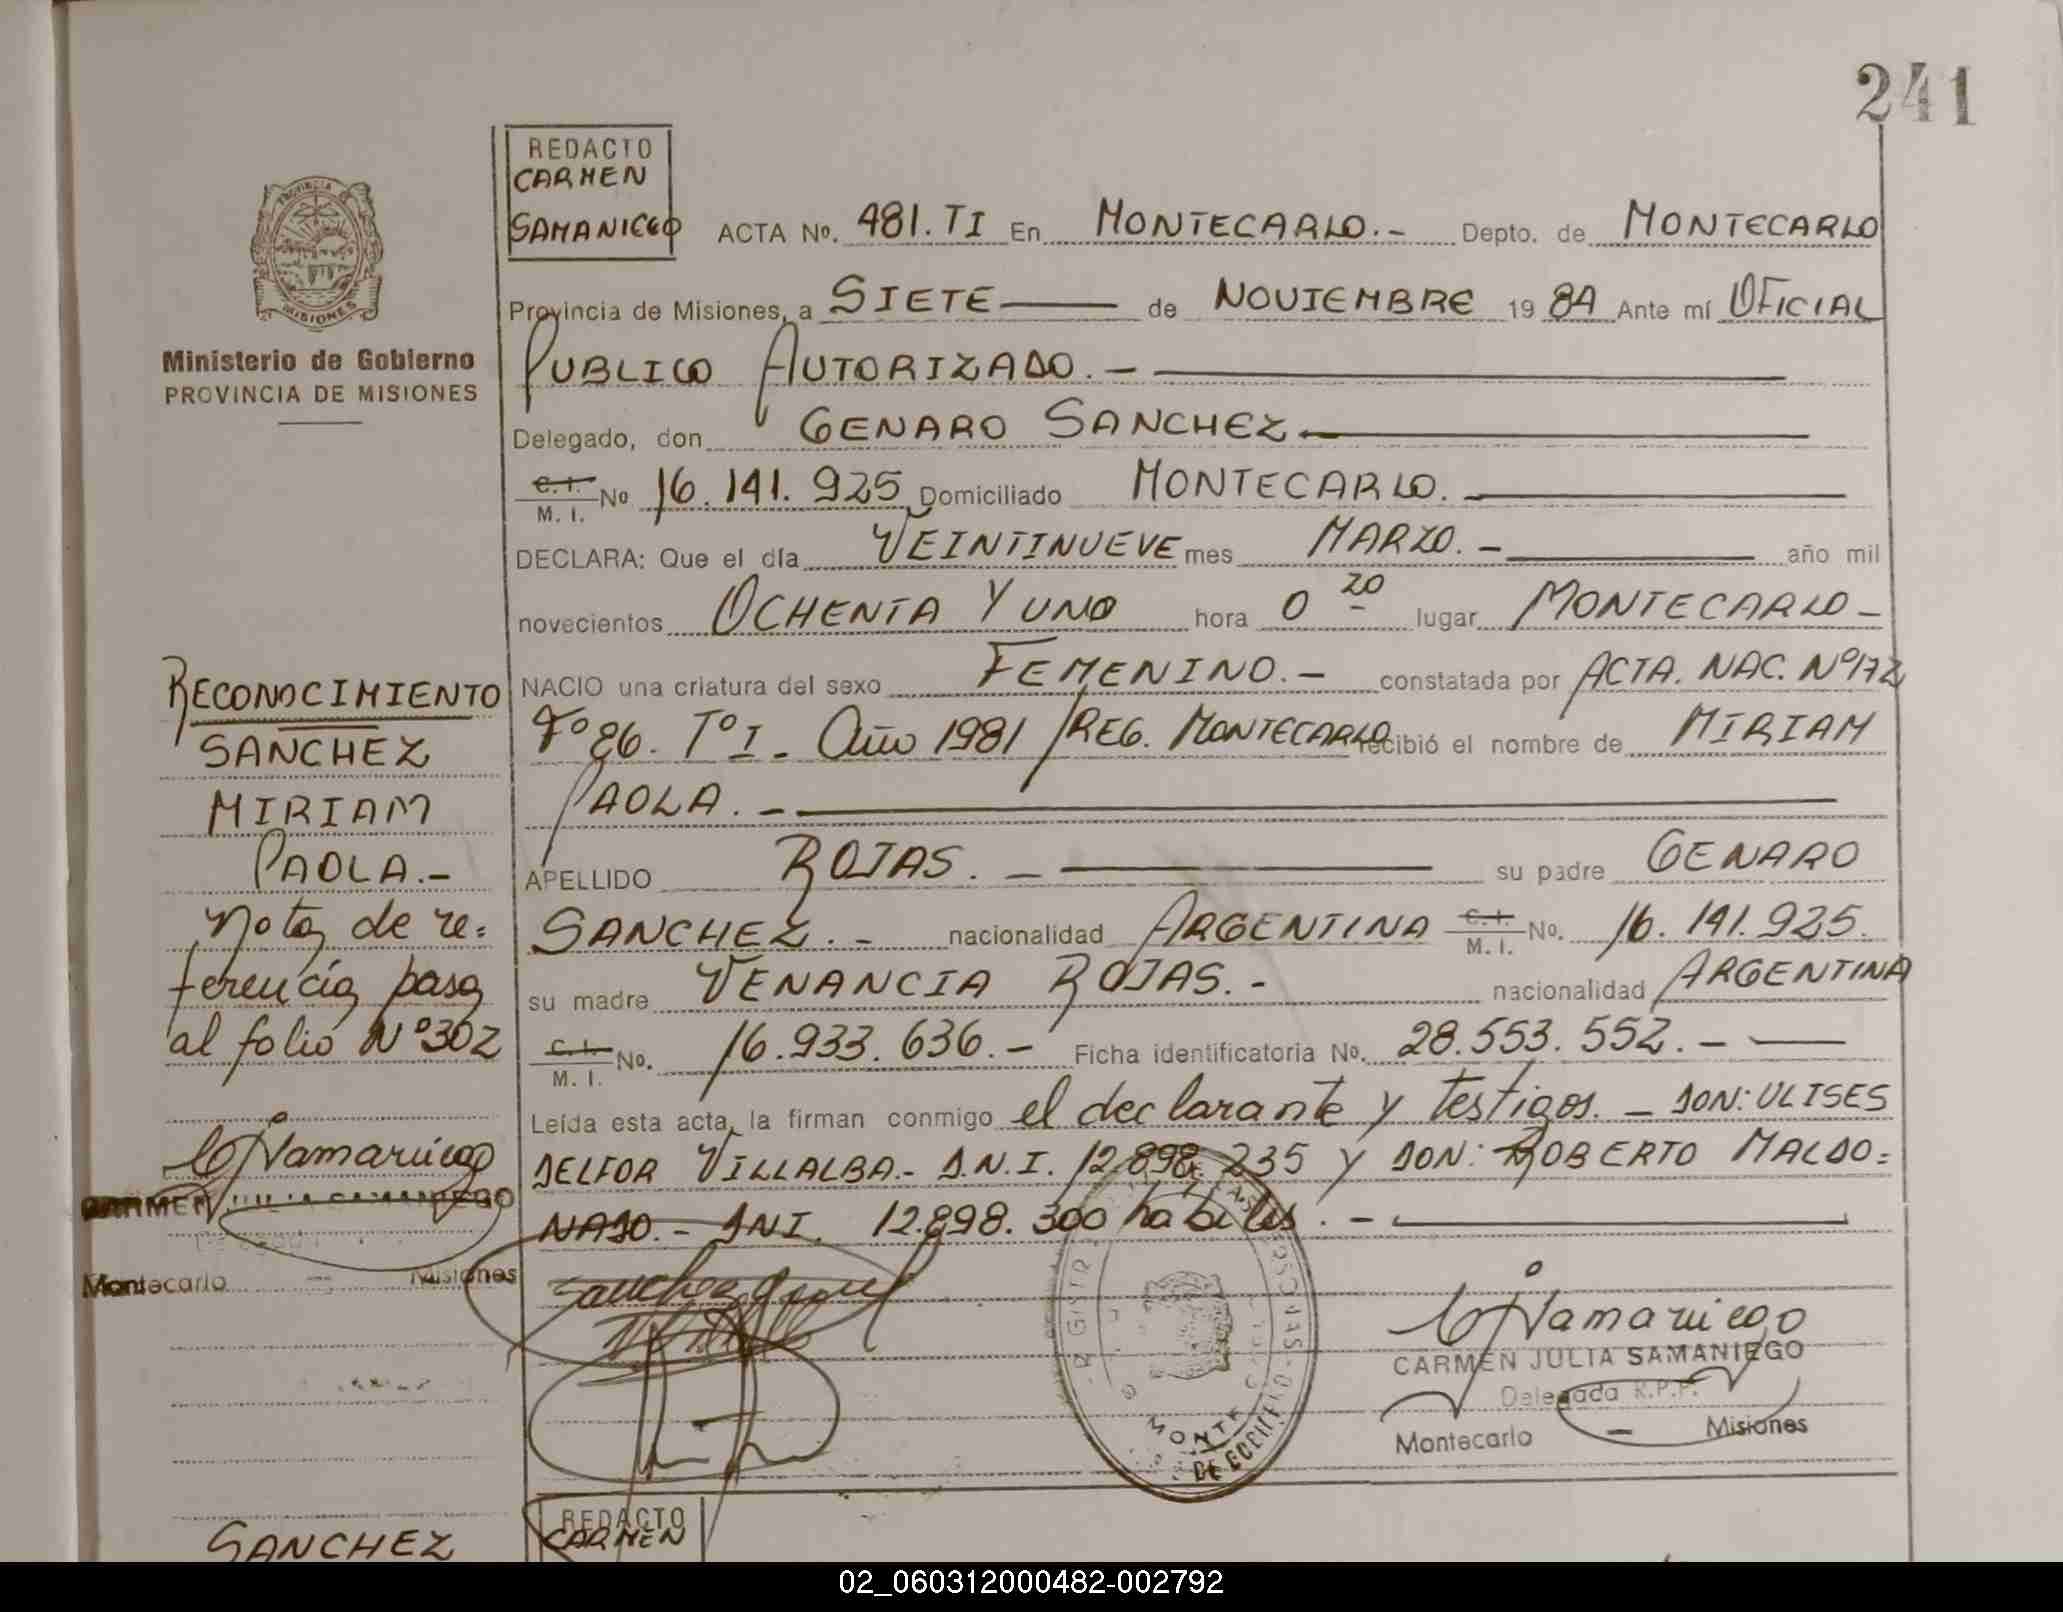 241
REDACTO
CARMEN
SAMANIEGO ACTA No. 481.TI En MONTECARLO.- Depto. de MONTECARLO
Provincia de Misiones, a SIETE de NOVIEMBRE 19 84 Ante mí OFICIAL
PUBLICO AUTORIZADO.-
Delegado, don GENARO SANCHEZ
C. I. M. I. No 16.141.925 Domiciliado MONTECARLO.
DECLARA: Que el día VEINTINUEVE mes MARZO.- año mil
novecientos OCHENTA Y UNO hora 0 20 lugar MONTECARLO-
NACIO una criatura del sexo FEMENINO.- constatada por ACTA. NAC. Nº172
Fº86. TºI- Año 1981 REG. MONTECARLO recibió el nombre de MIRIAM
PAOLA.-
APELLIDO ROJAS.- su padre GENARO
SANCHEZ.- nacionalidad ARGENTINA C. I. M. I. No. 16.141.925.
su madre VENANCIA ROJAS.- nacionalidad ARGENTINA
C. I. M. I. No. 16.933.636.- Ficha identificatoria No. 28.553.552.-
Leída esta acta, la firman conmigo el declarante y testigos.- DON: ULISES
DELFOR VILLALBA.- D.N.I. 12.898.235 Y DON: ROBERTO MALDO=
NADO.- DNI. 12.898.300 hábiles.-
CARMEN JULIA SAMANIEGO
Delegada R.P.P.
Montecarlo - Misiones
Ministerio de Gobierno
PROVINCIA DE MISIONES
RECONOCIMIENTO
SANCHEZ
MIRIAM
PAOLA.-
Nota de re=
ferencia pasa
al folio Nº302
CARMEN JULIA SAMANIEGO
Montecarlo - Misiones
SANCHEZ
REDACTO
CARMEN
02_060312000482-002792